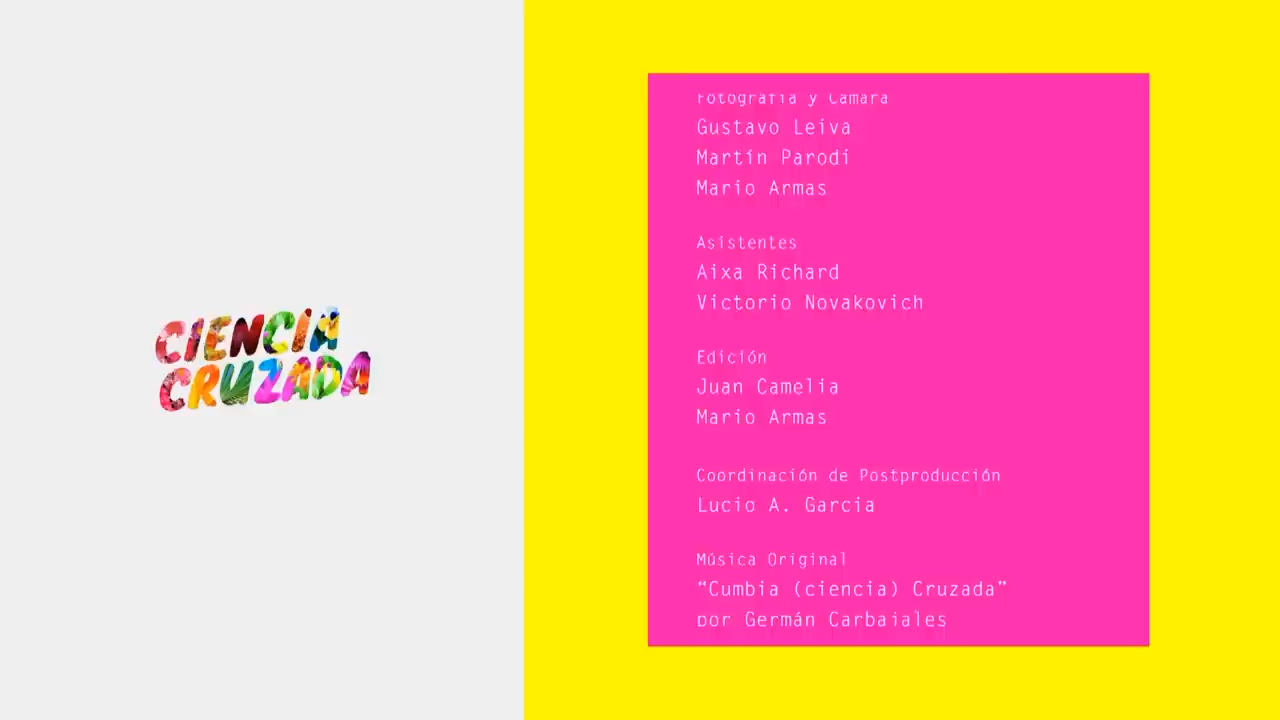 CIENCIA
CRUZADA
Fotografía y Cámara
Gustavo Leiva
Martín Parodi
Mario Armas
Asistentes
Aixa Richard
Victorio Novakovich
Edición
Juan Camelia
Mario Armas
Coordinación de Postproducción
Lucio A. Garcia
Música Original
“Cumbia (ciencia) Cruzada”
por Germán Carbajales